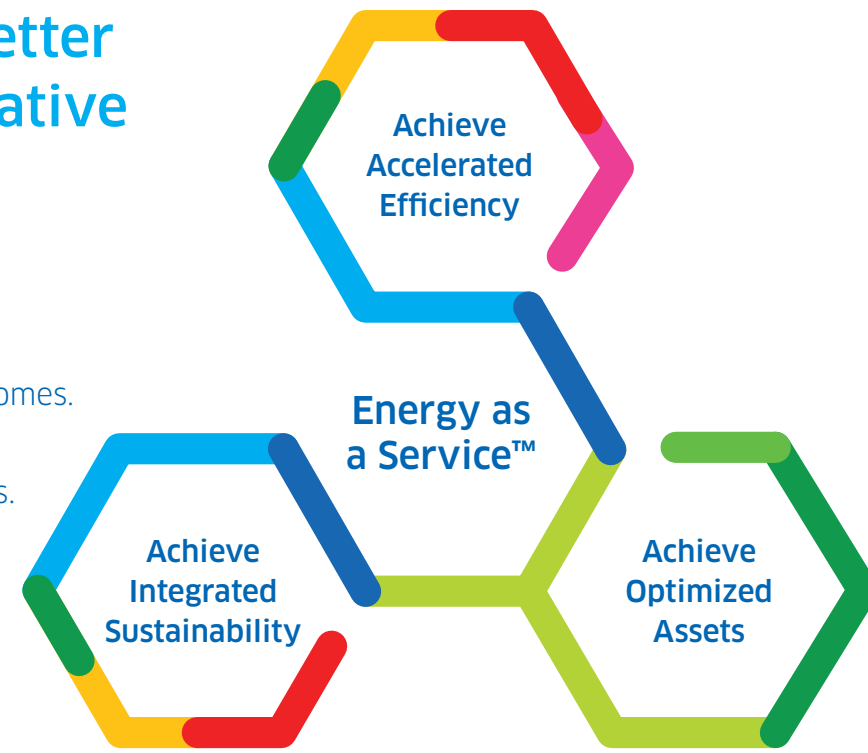 etter
ative
Achieve
Accelerated
Efficiency
omes.
s.
Energy as
a Service™
Achieve
Integrated
Sustainability
Achieve
Optimized
Assets